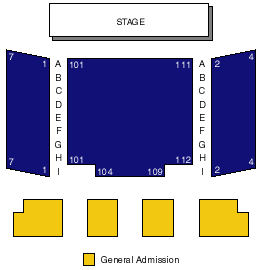 STAGE
7 1 A 101 111 A 2 4
B B
C C
D D
E E
F F
G G
7 1 H 101 112 H 2 4
I 104 109 I
General Admission